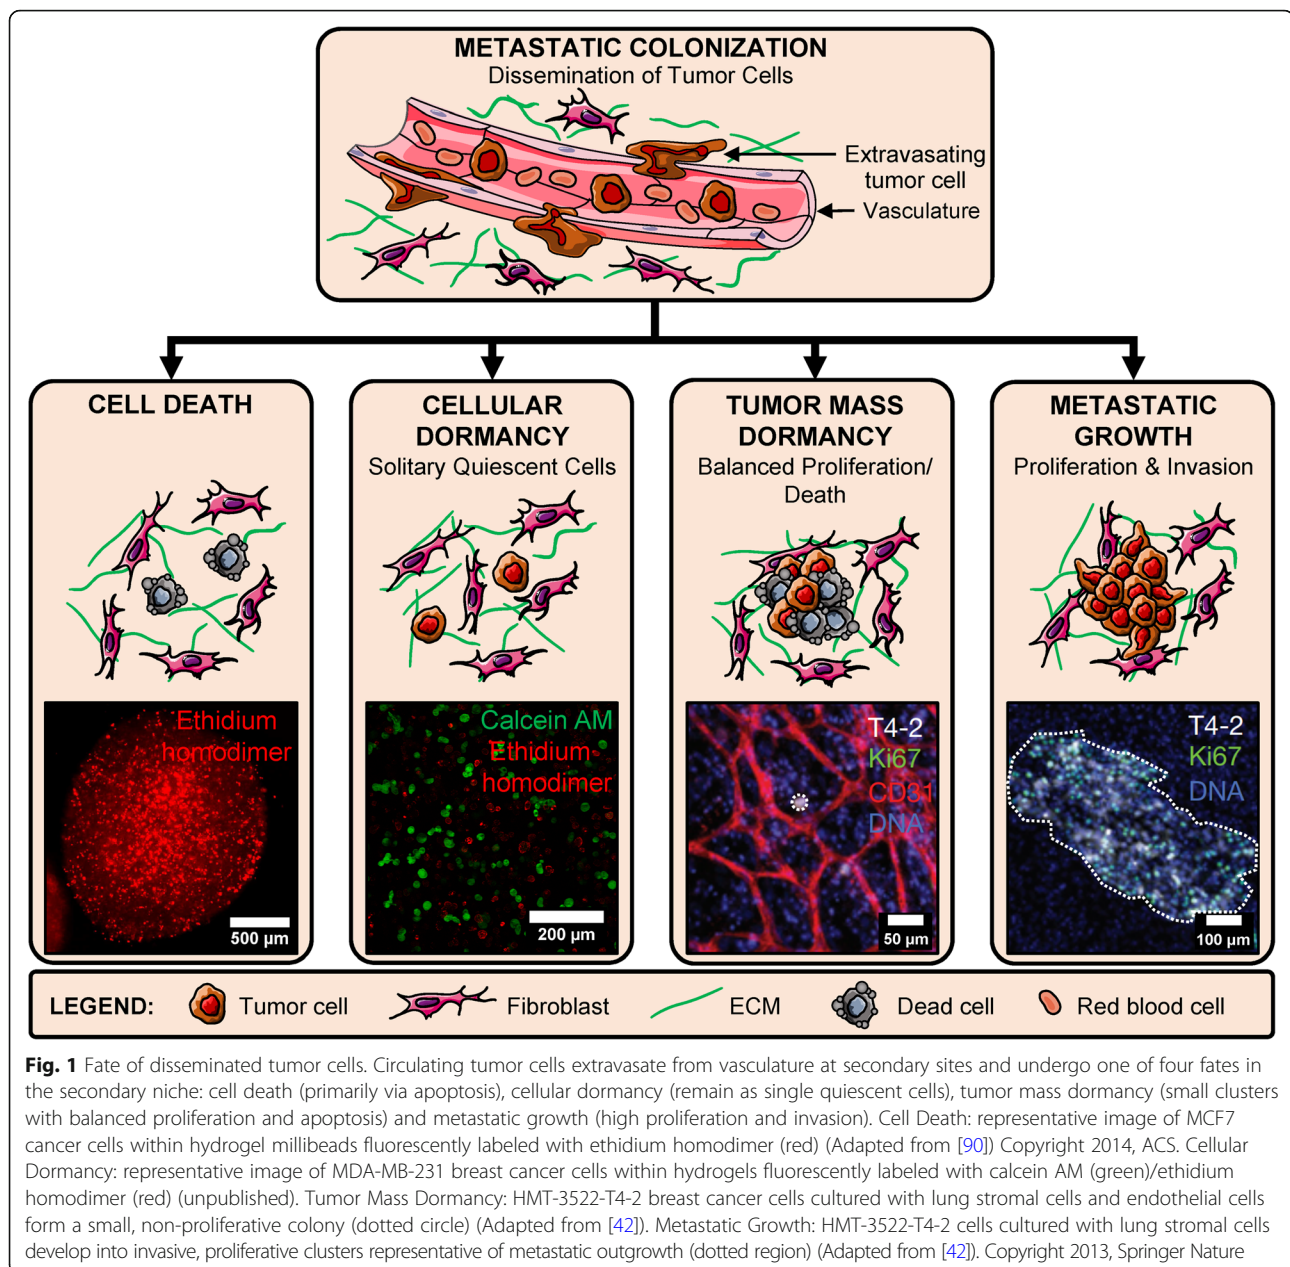 METASTATIC COLONIZATION
Dissemination of Tumor Cells
Extravasating
tumor cell
Vasculature
CELL DEATH
CELLULAR
DORMANCY
Solitary Quiescent Cells
TUMOR MASS
DORMANCY
Balanced Proliferation/
Death
METASTATIC
GROWTH
Proliferation & Invasion
Ethidium
homodimer
500 µm
Calcein AM
Ethidium
homodimer
200 µm
T4-2
Ki67
CD31
DNA
50 µm
T4-2
Ki67
DNA
100 µm
LEGEND: Tumor cell Fibroblast ECM Dead cell Red blood cell
Fig. 1 Fate of disseminated tumor cells. Circulating tumor cells extravasate from vasculature at secondary sites and undergo one of four fates in
the secondary niche: cell death (primarily via apoptosis), cellular dormancy (remain as single quiescent cells), tumor mass dormancy (small clusters
with balanced proliferation and apoptosis) and metastatic growth (high proliferation and invasion). Cell Death: representative image of MCF7
cancer cells within hydrogel millibeads fluorescently labeled with ethidium homodimer (red) (Adapted from [90]) Copyright 2014, ACS. Cellular
Dormancy: representative image of MDA-MB-231 breast cancer cells within hydrogels fluorescently labeled with calcein AM (green)/ethidium
homodimer (red) (unpublished). Tumor Mass Dormancy: HMT-3522-T4-2 breast cancer cells cultured with lung stromal cells and endothelial cells
form a small, non-proliferative colony (dotted circle) (Adapted from [42]). Metastatic Growth: HMT-3522-T4-2 cells cultured with lung stromal cells
develop into invasive, proliferative clusters representative of metastatic outgrowth (dotted region) (Adapted from [42]). Copyright 2013, Springer Nature